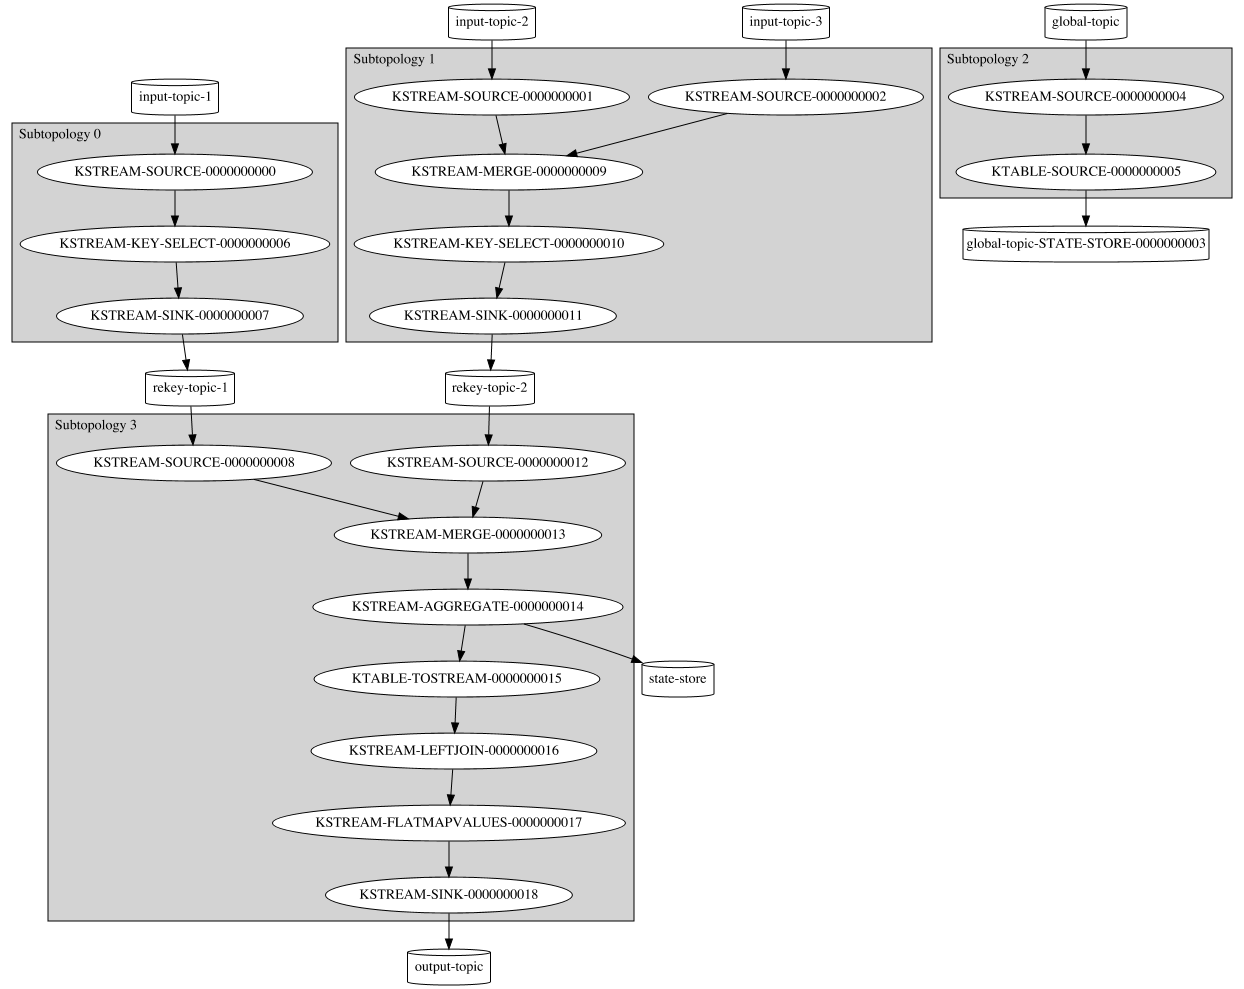 input-topic-2
input-topic-3
global-topic
Subtopology 1
Subtopology 2
input-topic-1
KSTREAM-SOURCE-0000000001
KSTREAM-SOURCE-0000000002
KSTREAM-SOURCE-0000000004
Subtopology 0
KSTREAM-SOURCE-0000000000
KSTREAM-MERGE-0000000009
KTABLE-SOURCE-0000000005
KSTREAM-KEY-SELECT-0000000006
KSTREAM-KEY-SELECT-0000000010
global-topic-STATE-STORE-0000000003
KSTREAM-SINK-0000000007
KSTREAM-SINK-0000000011
rekey-topic-1
rekey-topic-2
Subtopology 3
KSTREAM-SOURCE-0000000008
KSTREAM-SOURCE-0000000012
KSTREAM-MERGE-0000000013
KSTREAM-AGGREGATE-0000000014
KTABLE-TOSTREAM-0000000015
state-store
KSTREAM-LEFTJOIN-0000000016
KSTREAM-FLATMAPVALUES-0000000017
KSTREAM-SINK-0000000018
output-topic